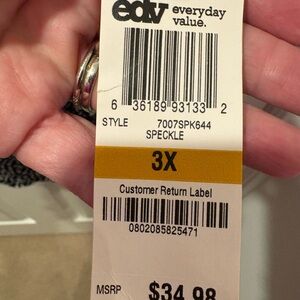 edv everyday
value.
6 36189 93133 2
STYLE 7007SPK644
SPECKLE
3X
Customer Return Label
0802085825471
MSRP $34.98